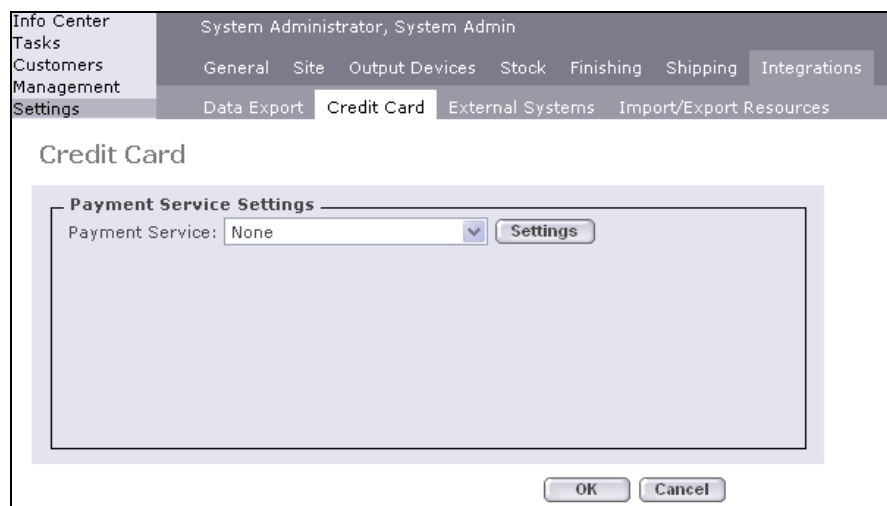 Info Center
Tasks
Customers
Management
Settings
System Administrator, System Admin
General Site Output Devices Stock Finishing Shipping Integrations
Data Export Credit Card External Systems Import/Export Resources
Credit Card
Payment Service Settings
Payment Service: None Settings
OK Cancel